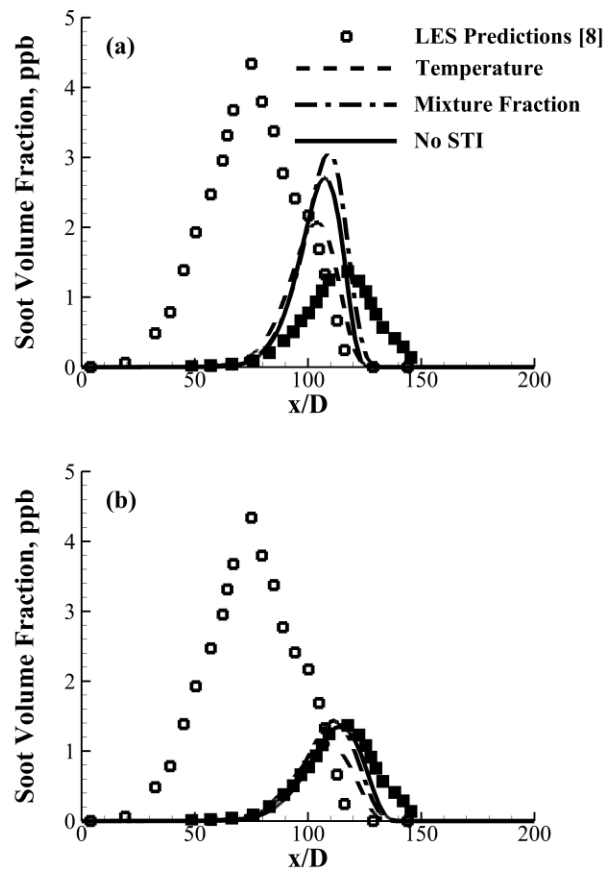 (a)
LES Predictions [8]
Temperature
Mixture Fraction
No STI
Soot Volume Fraction, ppb
5
4
3
2
1
0
0 50 100 150 200
x/D
(b)
Soot Volume Fraction, ppb
5
4
3
2
1
0
0 50 100 150 200
x/D